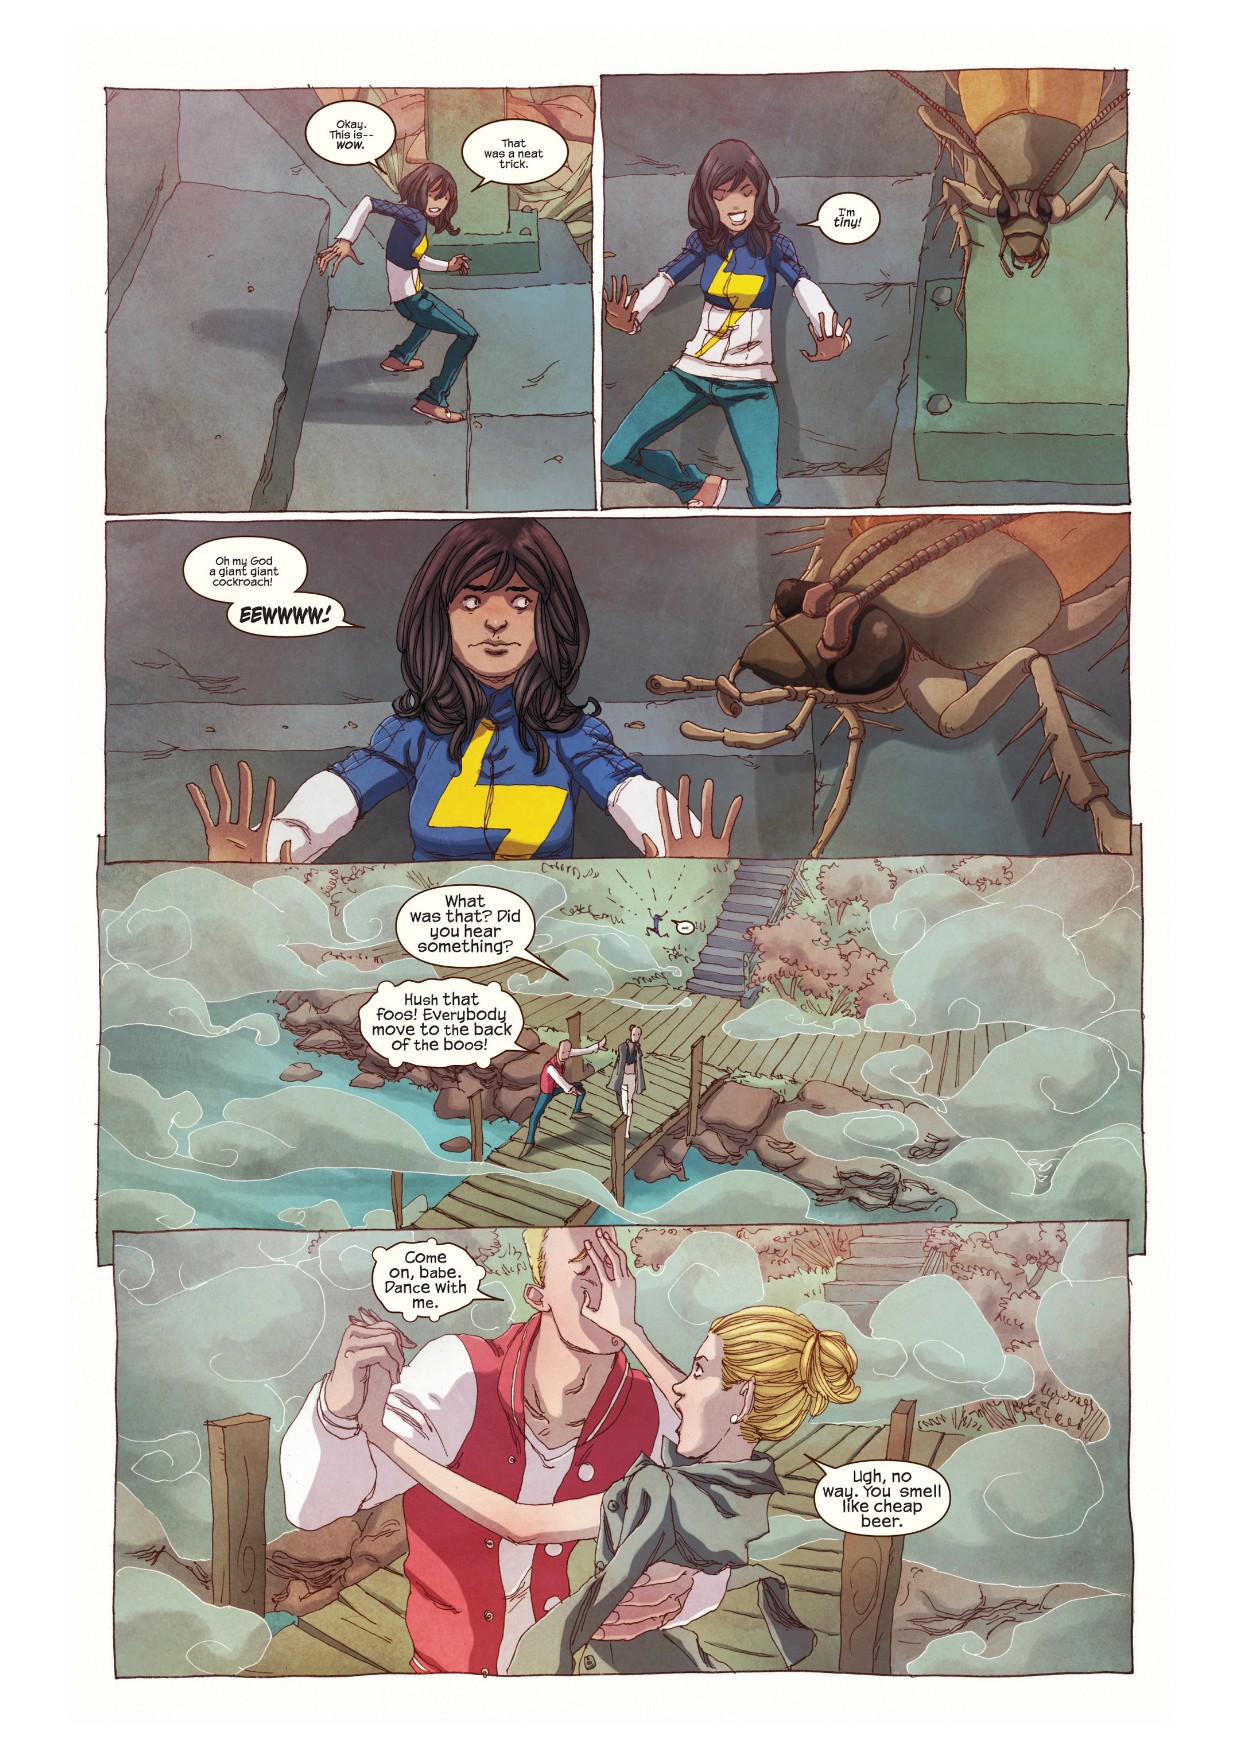 Okay.
This is--
WOW.
That
was a neat
trick.
I'm
tiny!
Oh my God
a giant giant
cockroach!
EEWWWW!
What
was that? Did
you hear
something?
Hush that
foos! Everybody
move to the back
of the boos!
Come
on, babe.
Dance with
me.
Ugh, no
way. You smell
like cheap
beer.